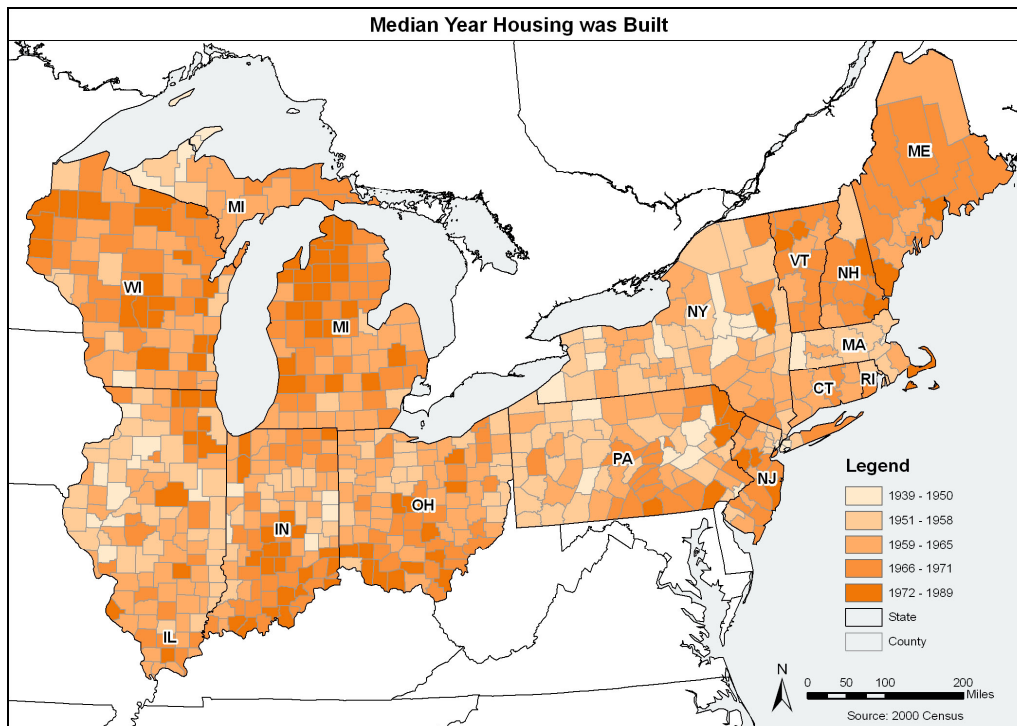 Median Year Housing was Built
ME
MI
VT
NH
WI
MI
NY
MA
CT
RI
PA
NJ
OH
IN
IL
Legend
1939 - 1950
1951 - 1958
1959 - 1965
1966 - 1971
1972 - 1989
State
County
N
0 50 100 200
Miles
Source: 2000 Census